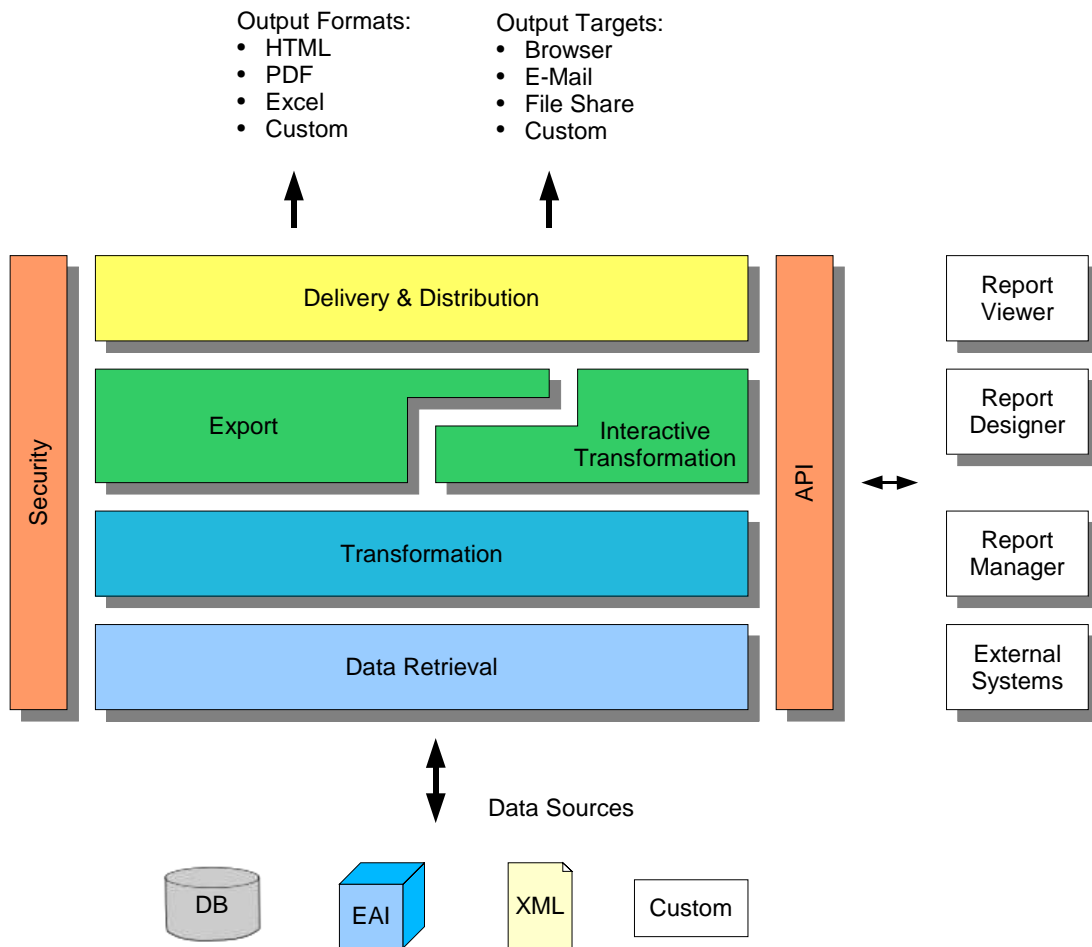 Output Formats:
• HTML
• PDF
• Excel
• Custom
Output Targets:
• Browser
• E-Mail
• File Share
• Custom
Security
Delivery & Distribution
Export
Interactive
Transformation
Transformation
Data Retrieval
API
Report
Viewer
Report
Designer
Report
Manager
External
Systems
Data Sources
DB
EAI
XML
Custom